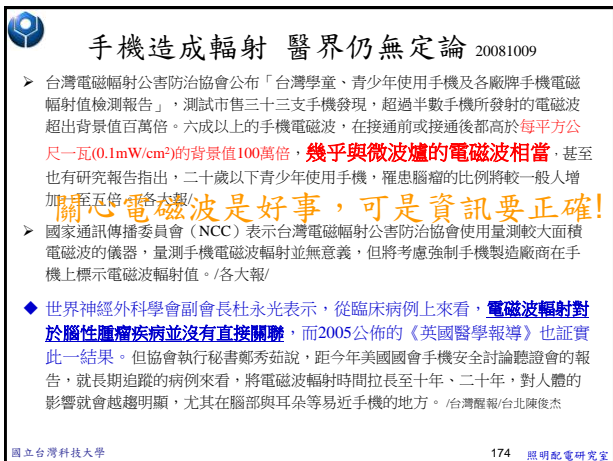 手機造成輻射 醫界仍無定論 20081009
➢ 台灣電磁幅射公害防治協會公布「台灣學童、青少年使用手機及各廠牌手機電磁
幅射值檢測報告」,測試市售三十三支手機發現,超過半數手機所發射的電磁波
超出背景值百萬倍。六成以上的手機電磁波,在接通前或接通後都高於每平方公
尺一瓦(0.1mW/cm²)的背景值100萬倍,幾乎與微波爐的電磁波相當,甚至
也有研究報告指出,二十歲以下青少年使用手機,罹患腦瘤的比例將較一般人增
加 至五倍。/各大報/
關心電磁波是好事,可是資訊要正確!
➢ 國家通訊傳播委員會(NCC)表示台灣電磁輻射公害防治協會使用量測較大面積
電磁波的儀器,量測手機電磁波輻射並無意義,但將考慮強制手機製造廠商在手
機上標示電磁波輻射值。/各大報/
◆ 世界神經外科學會副會長杜永光表示,從臨床病例上來看,電磁波輻射對
於腦性腫瘤疾病並沒有直接關聯,而2005公佈的《英國醫學報導》也証實
此一結果。但協會執行秘書鄭秀茹說,距今年美國國會手機安全討論聽證會的報
告,就長期追蹤的病例來看,將電磁波輻射時間拉長至十年、二十年,對人體的
影響就會越趨明顯,尤其在腦部與耳朵等易近手機的地方。/台灣醒報/台北陳俊杰
國立台灣科技大學
174 照明配電研究室